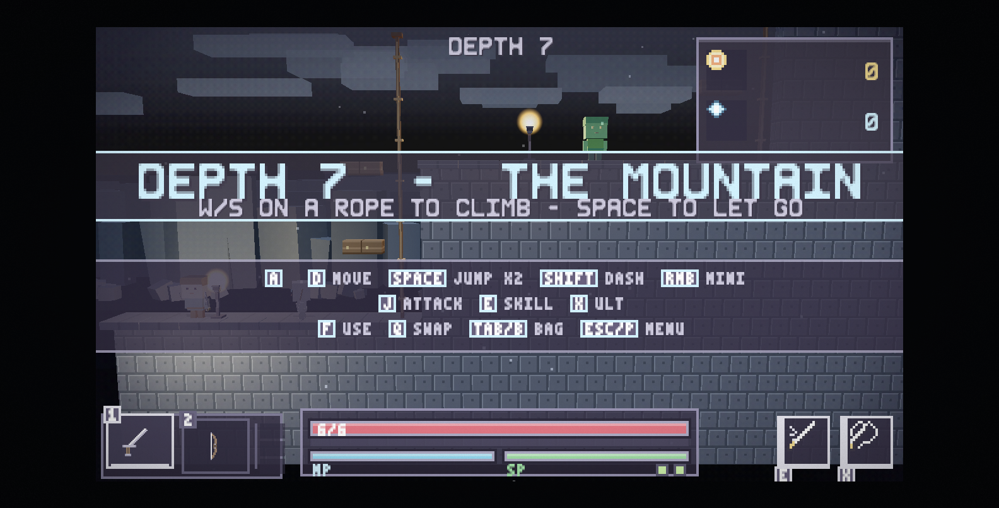 DEPTH 7
0
0
DEPTH 7 - THE MOUNTAIN
W/S ON A ROPE TO CLIMB - SPACE TO LET GO
A D MOVE SPACE JUMP X2 SHIFT DASH RMB MINI
J ATTACK E SKILL X ULT
F USE Q SWAP TAB/B BAG ESC/P MENU
1 2
6/6
MP SP
E X